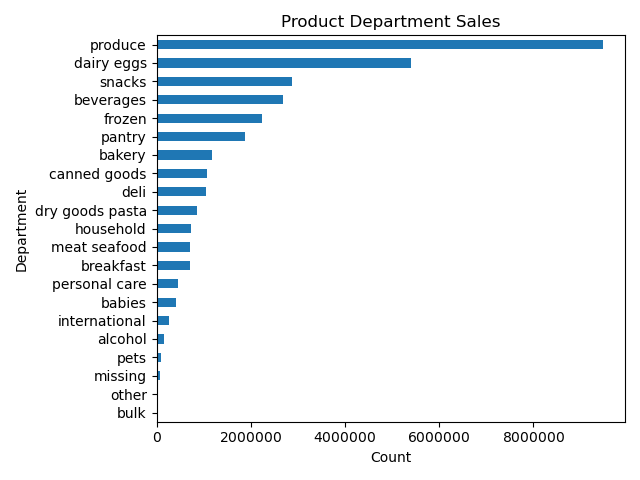 Product Department Sales
produce
dairy eggs
snacks
beverages
frozen
pantry
bakery
canned goods
deli
dry goods pasta
household
meat seafood
breakfast
personal care
babies
international
alcohol
pets
missing
other
bulk
Department
0 2000000 4000000 6000000 8000000
Count